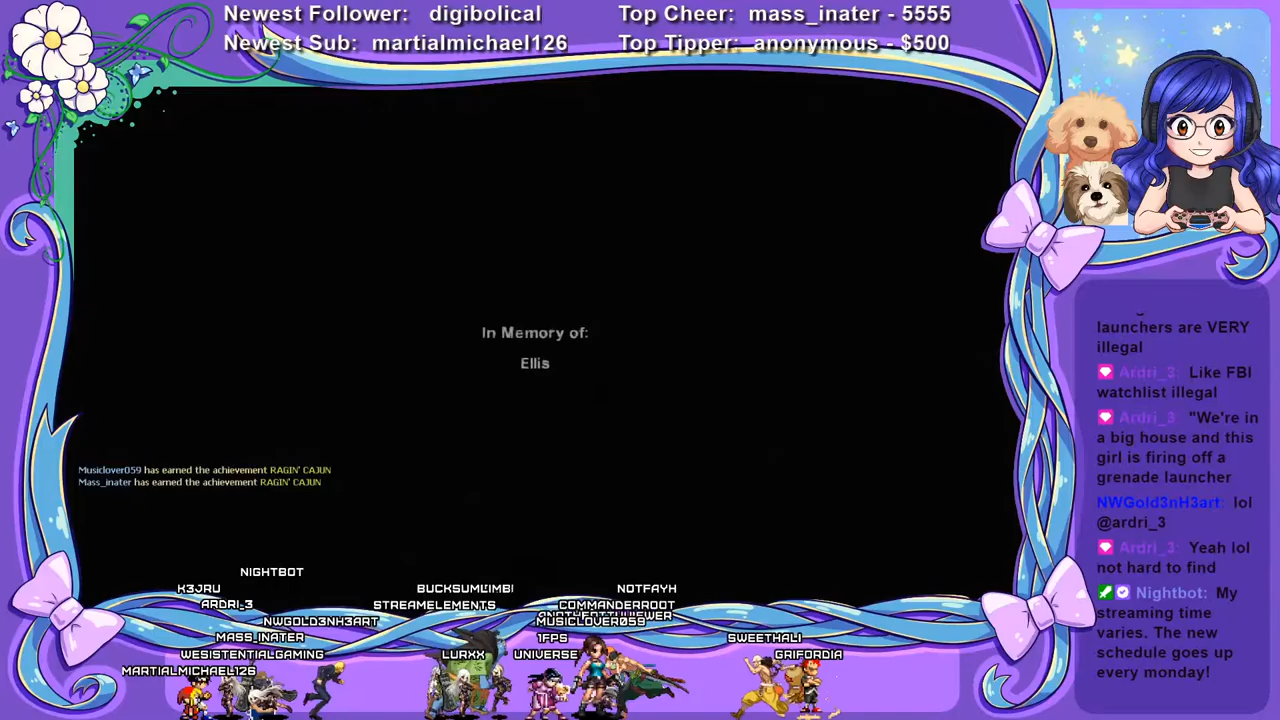 Newest Follower: digibolical
Top Cheer: mass_inater - 5555
Newest Sub: martialmichael126
Top Tipper: anonymous - $500
In Memory of:
Ellis
Musiclover059 has earned the achievement RAGIN' CAJUN
Mass_inater has earned the achievement RAGIN' CAJUN
launchers are VERY
illegal
Ardri_3: Like FBI
watchlist illegal
Ardri_3: "We're in
a big house and this
girl is firing off a
grenade launcher
NWGold3nH3art: lol
@ardri_3
Ardri_3: Yeah lol
not hard to find
Nightbot: My
streaming time
varies. The new
schedule goes up
every monday!
NIGHTBOT
K3JRU
BUCKSUMLIMB!
NOTFAYH
ARDRI_3
STREAMELEMENTS
COMMANDERROOT
NWGOLD3NH3ART
MUSICLOVER059
MASS_INATER
1FPS
SWEETHALI
WESISTENTIALGAMING
LURXX
UNIVERSE
GRIFORDIA
MARTIALMICHAEL126